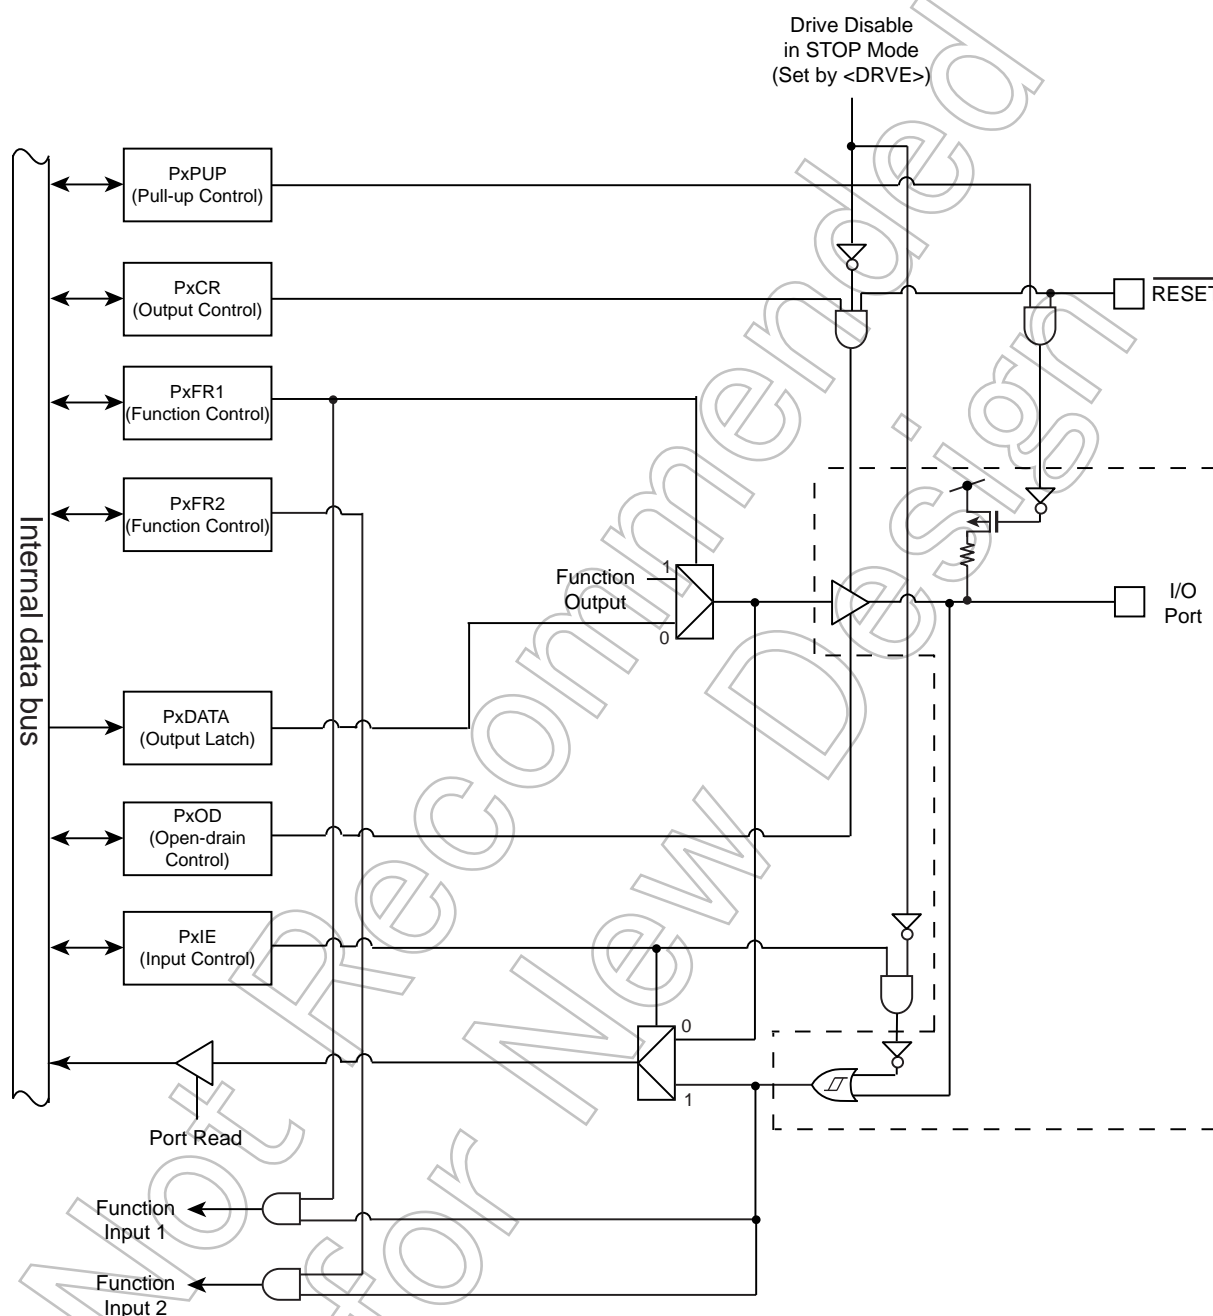 Drive Disable
in STOP Mode
(Set by <DRVE>)
PxPUP
(Pull-up Control)
PxCR
(Output Control)
RESET
PxFR1
(Function Control)
PxFR2
(Function Control)
Internal data bus
1
Function
Output
0
I/O
Port
PxDATA
(Output Latch)
PxOD
(Open-drain
Control)
PxIE
(Input Control)
0
1
Port Read
Function
Input 1
Function
Input 2
Not Recommended
for New Design